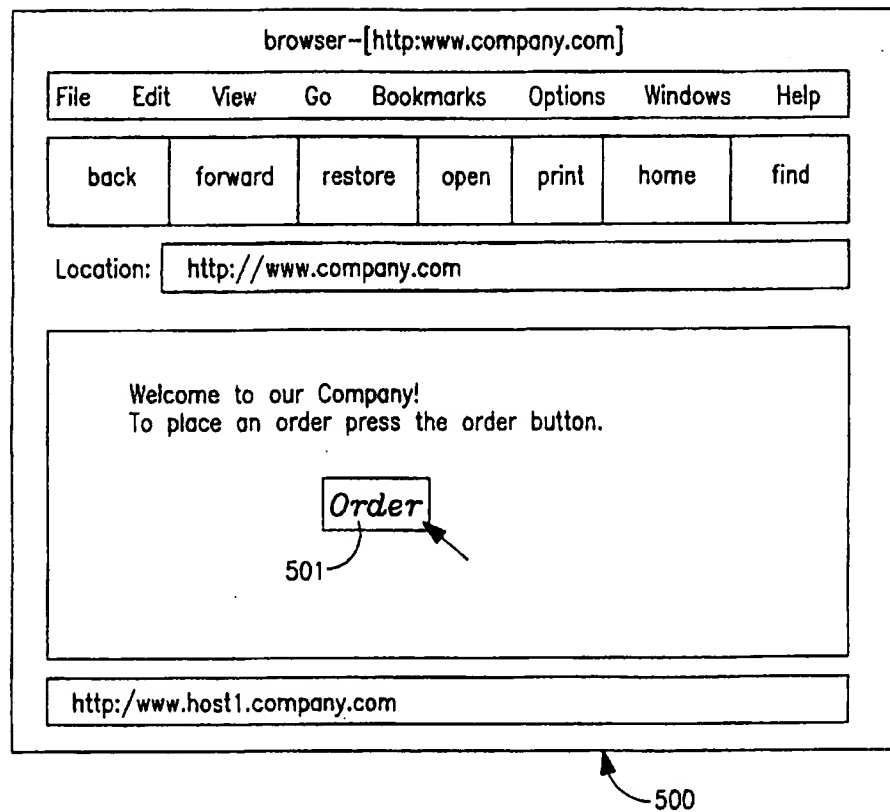 browser-[http:www.company.com]
File Edit View Go Bookmarks Options Windows Help
back forward restore open print home find
Location: http://www.company.com
Welcome to our Company!
To place an order press the order button.
Order
501
http:/www.host1.company.com
500